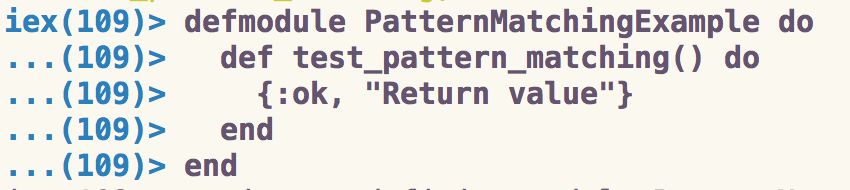 iex(109)> defmodule PatternMatchingExample do
...(109)>   def test_pattern_matching() do
...(109)>     {:ok, "Return value"}
...(109)>   end
...(109)> end